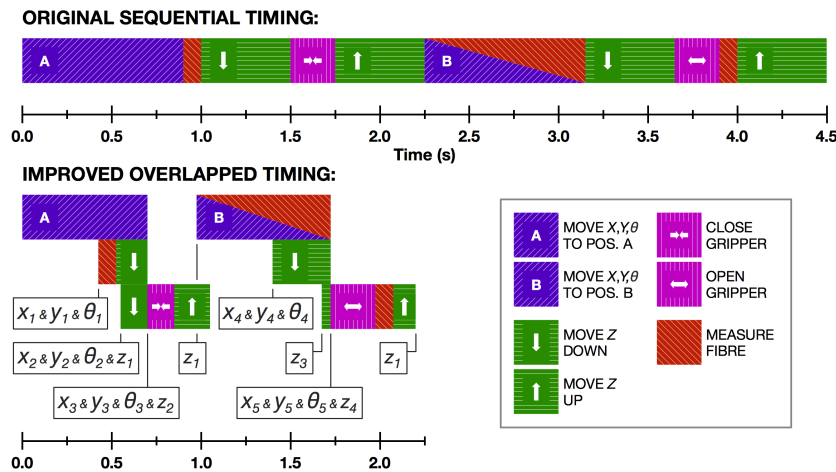 ORIGINAL SEQUENTIAL TIMING:
A
B
0.0 0.5 1.0 1.5 2.0 2.5 3.0 3.5 4.0 4.5
Time (s)
IMPROVED OVERLAPPED TIMING:
A
B
x1 & y1 & θ1
x4 & y4 & θ4
x2 & y2 & θ2 & z1
z1
z3
z1
x3 & y3 & θ3 & z2
x5 & y5 & θ5 & z4
0.0 0.5 1.0 1.5 2.0
A
MOVE X,Y,θ
TO POS. A
CLOSE
GRIPPER
B
MOVE X,Y,θ
TO POS. B
OPEN
GRIPPER
MOVE Z
DOWN
MEASURE
FIBRE
MOVE Z
UP